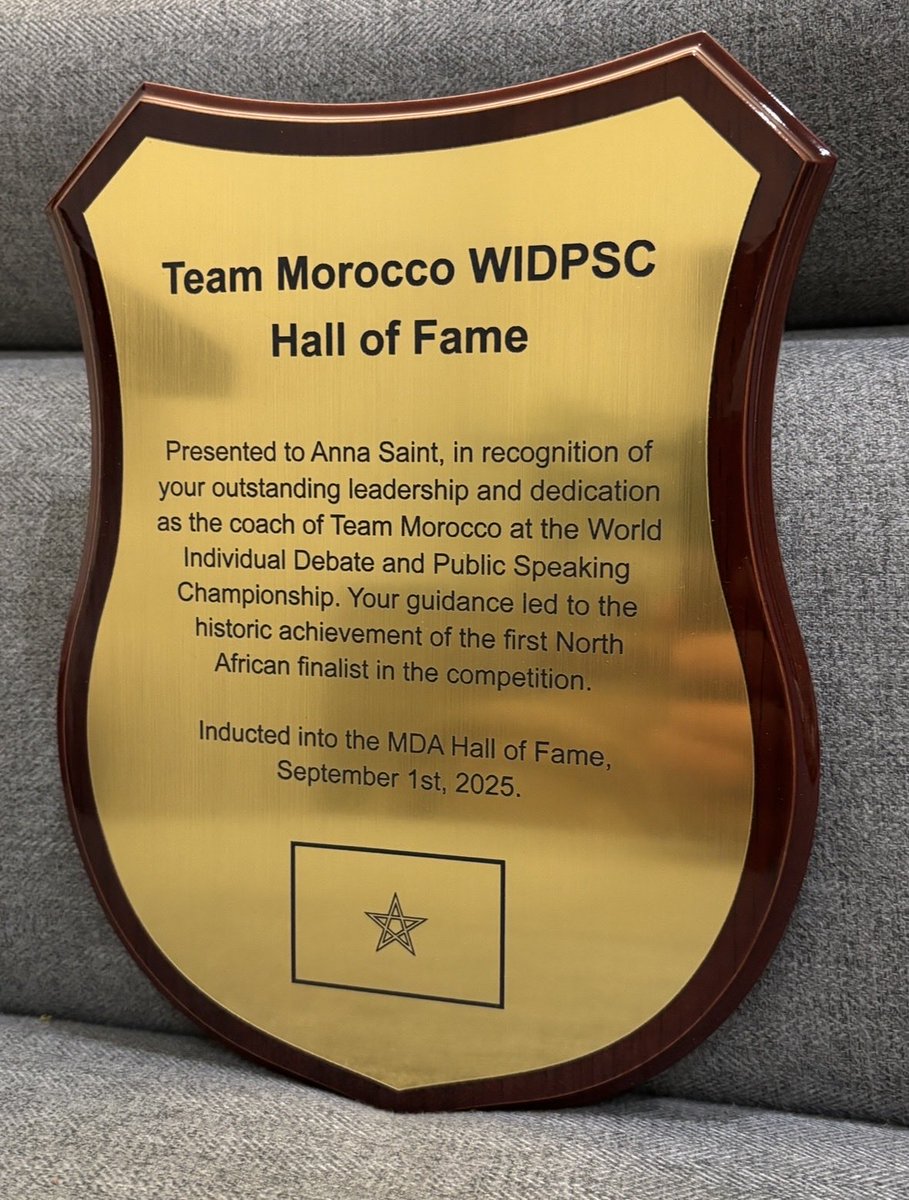 Team Morocco WIDPSC
Hall of Fame
Presented to Anna Saint, in recognition of
your outstanding leadership and dedication
as the coach of Team Morocco at the World
Individual Debate and Public Speaking
Championship. Your guidance led to the
historic achievement of the first North
African finalist in the competition.
Inducted into the MDA Hall of Fame,
September 1st, 2025.